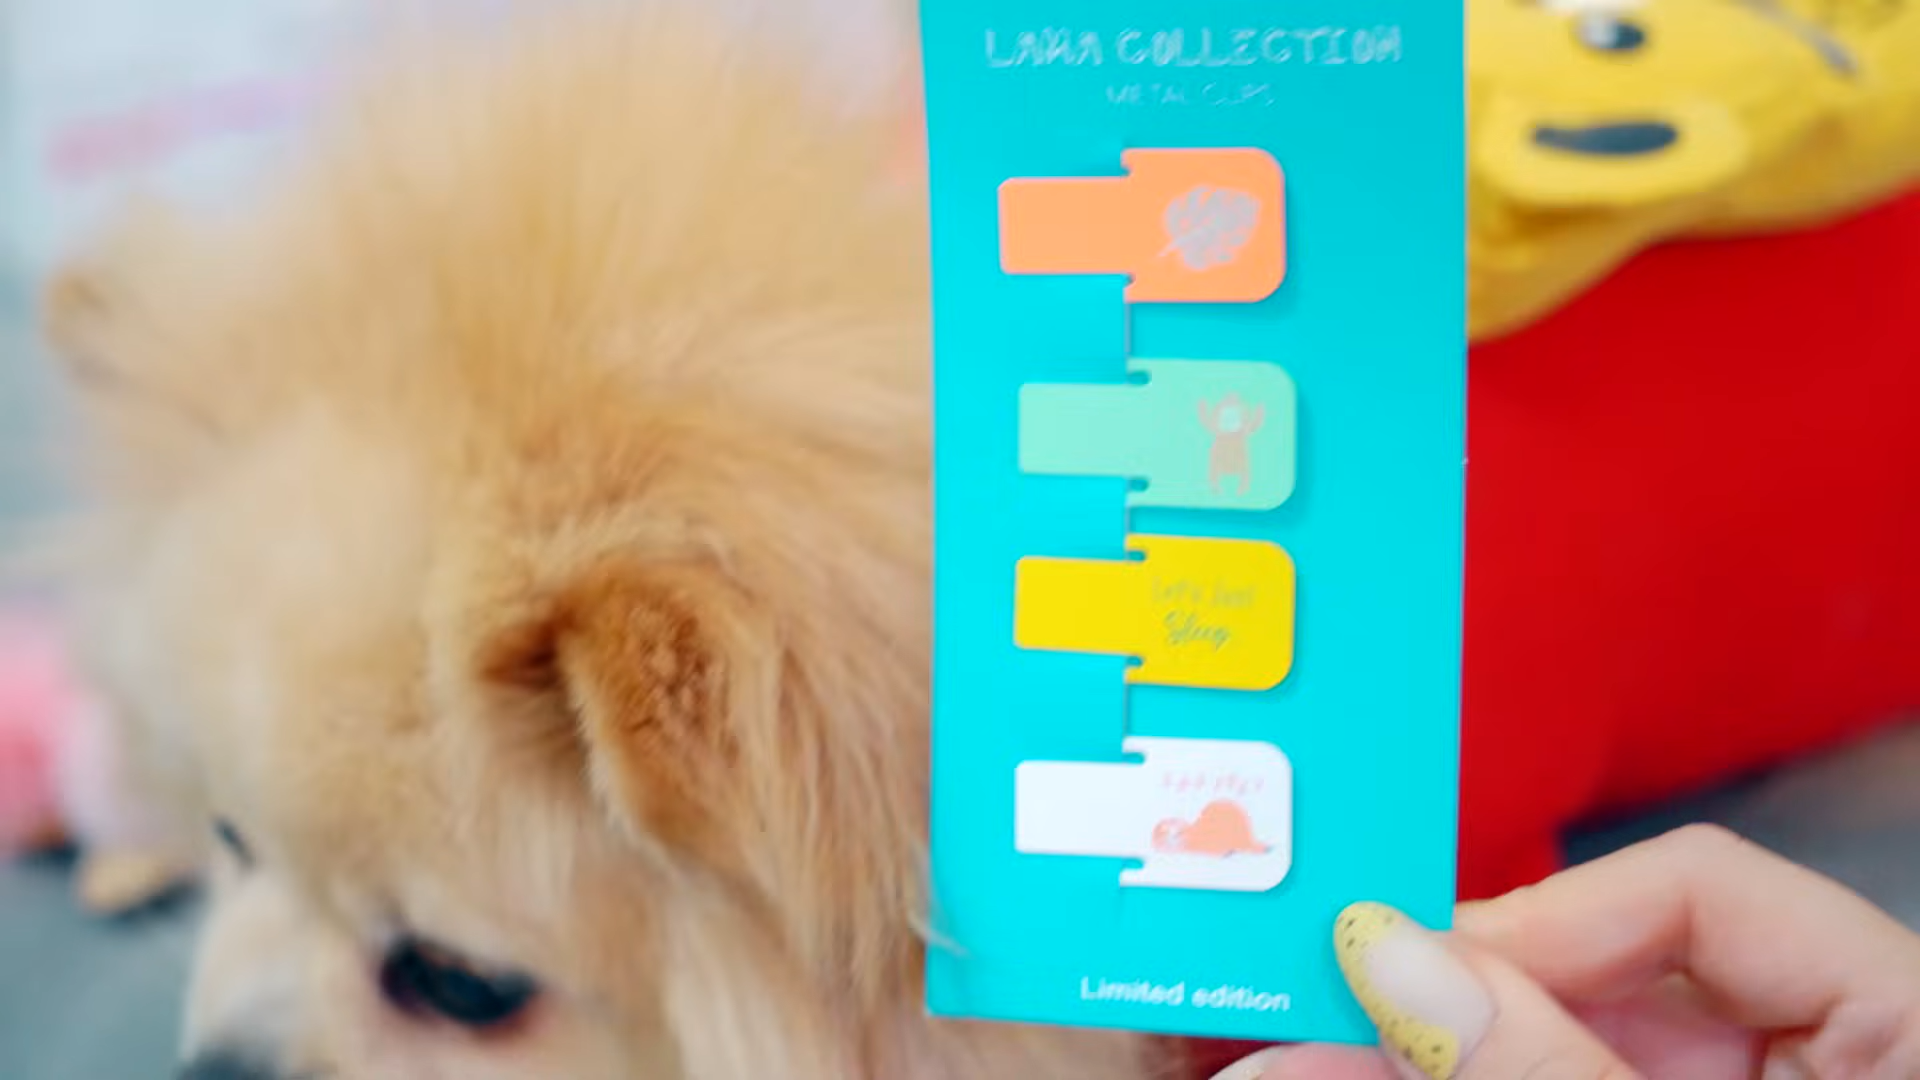 LAMA COLLECTION
METAL CLIPS
Let's just
Sleep
Limited edition